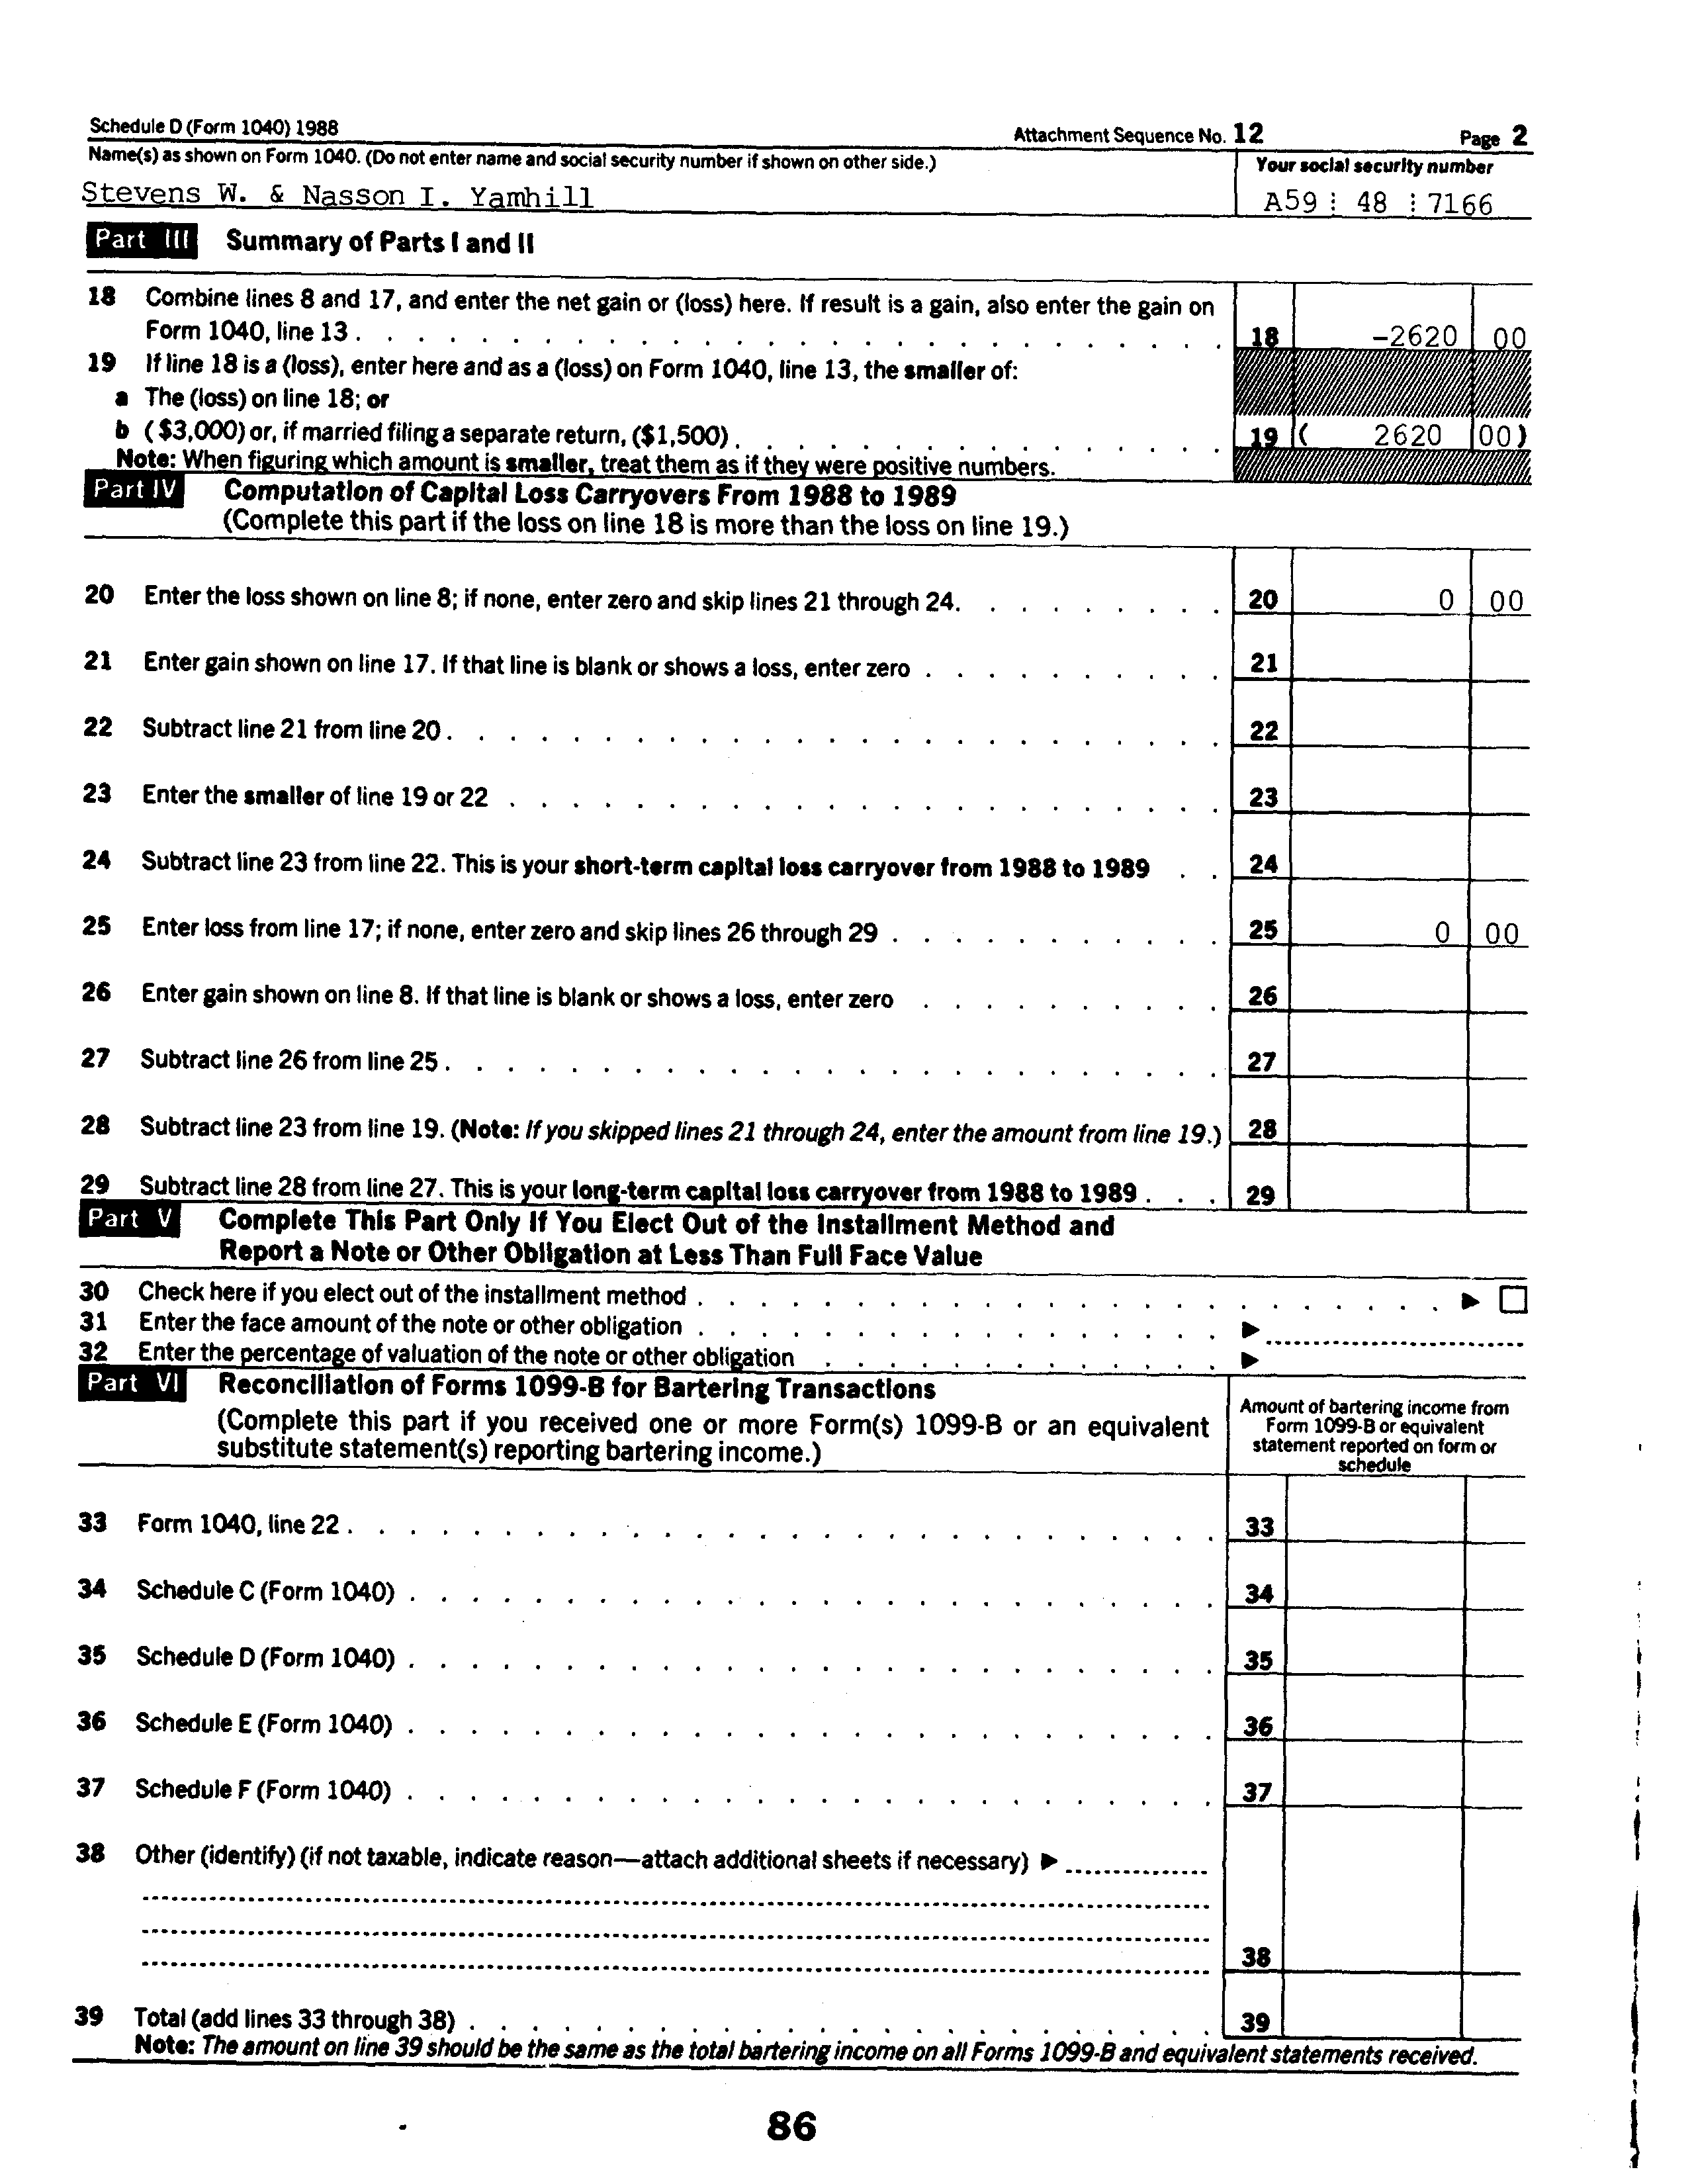 Schedule D (Form 1040) 1988 Attachment Sequence No. 12 Page 2
Name(s) as shown on Form 1040. (Do not enter name and social security number if shown on other side.) Your social security number
Stevens W. & Nasson I. Yamhill A59 48 7166
Part III Summary of Parts I and II
18 Combine lines 8 and 17, and enter the net gain or (loss) here. If result is a gain, also enter the gain on
Form 1040, line 13 . . . . 18 -2620 00
19 If line 18 is a (loss), enter here and as a (loss) on Form 1040, line 13, the smaller of:
a The (loss) on line 18; or
b ($3,000) or, if married filing a separate return, ($1,500) . . . . 19 ( 2620 00)
Note: When figuring which amount is smaller, treat them as if they were positive numbers.
Part IV Computation of Capital Loss Carryovers From 1988 to 1989
(Complete this part if the loss on line 18 is more than the loss on line 19.)
20 Enter the loss shown on line 8; if none, enter zero and skip lines 21 through 24. . . . . 20 0 00
21 Enter gain shown on line 17. If that line is blank or shows a loss, enter zero . . . . 21
22 Subtract line 21 from line 20 . . . . 22
23 Enter the smaller of line 19 or 22 . . . . 23
24 Subtract line 23 from line 22. This is your short-term capital loss carryover from 1988 to 1989 . . 24
25 Enter loss from line 17; if none, enter zero and skip lines 26 through 29 . . . . 25 0 00
26 Enter gain shown on line 8. If that line is blank or shows a loss, enter zero . . . . 26
27 Subtract line 26 from line 25 . . . . 27
28 Subtract line 23 from line 19. (Note: If you skipped lines 21 through 24, enter the amount from line 19.) 28
29 Subtract line 28 from line 27. This is your long-term capital loss carryover from 1988 to 1989 . . . 29
Part V Complete This Part Only If You Elect Out of the Installment Method and
Report a Note or Other Obligation at Less Than Full Face Value
30 Check here if you elect out of the installment method . . . . ▶ ☐
31 Enter the face amount of the note or other obligation . . . . ▶
32 Enter the percentage of valuation of the note or other obligation . . . . ▶
Part VI Reconciliation of Forms 1099-B for Bartering Transactions
(Complete this part if you received one or more Form(s) 1099-B or an equivalent
substitute statement(s) reporting bartering income.)
Amount of bartering income from
Form 1099-B or equivalent
statement reported on form or
schedule
33 Form 1040, line 22 . . . . 33
34 Schedule C (Form 1040) . . . . 34
35 Schedule D (Form 1040) . . . . 35
36 Schedule E (Form 1040) . . . . 36
37 Schedule F (Form 1040) . . . . 37
38 Other (identify) (if not taxable, indicate reason—attach additional sheets if necessary) ▶
38
39 Total (add lines 33 through 38) . . . . 39
Note: The amount on line 39 should be the same as the total bartering income on all Forms 1099-B and equivalent statements received.
86